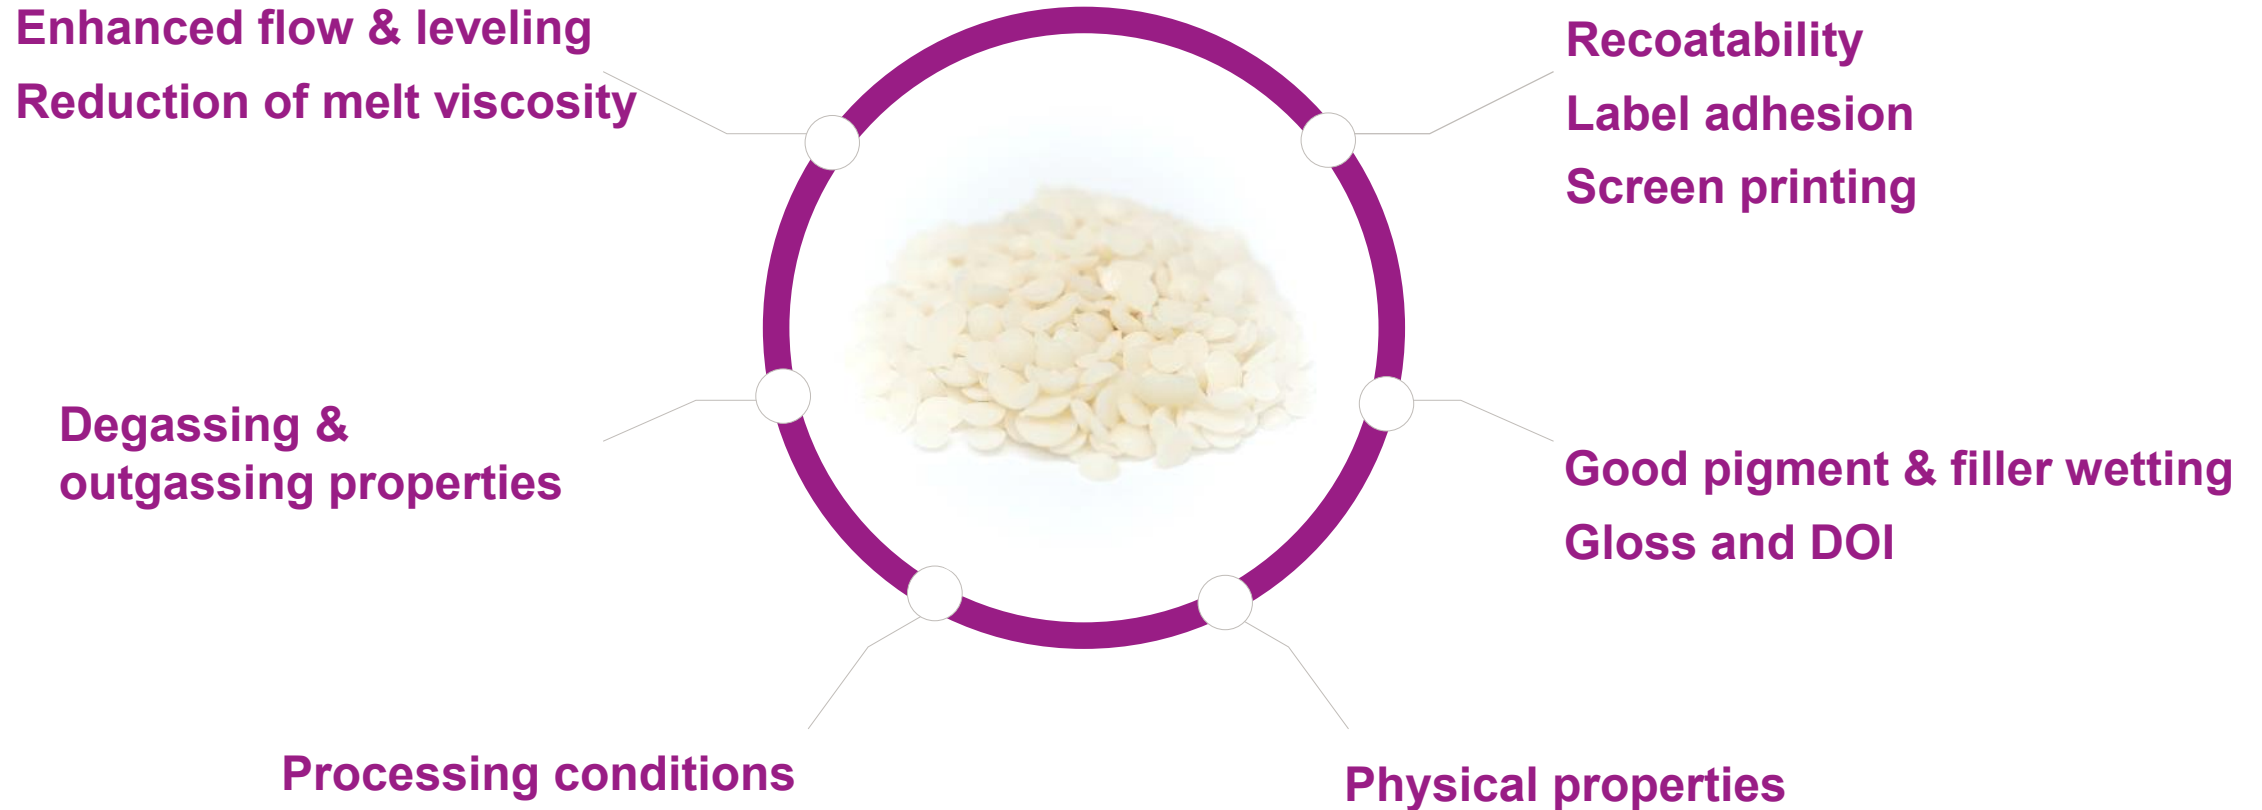 Enhanced flow & leveling
Reduction of melt viscosity
Recoatability
Label adhesion
Screen printing
Degassing &
outgassing properties
Good pigment & filler wetting
Gloss and DOI
Processing conditions
Physical properties